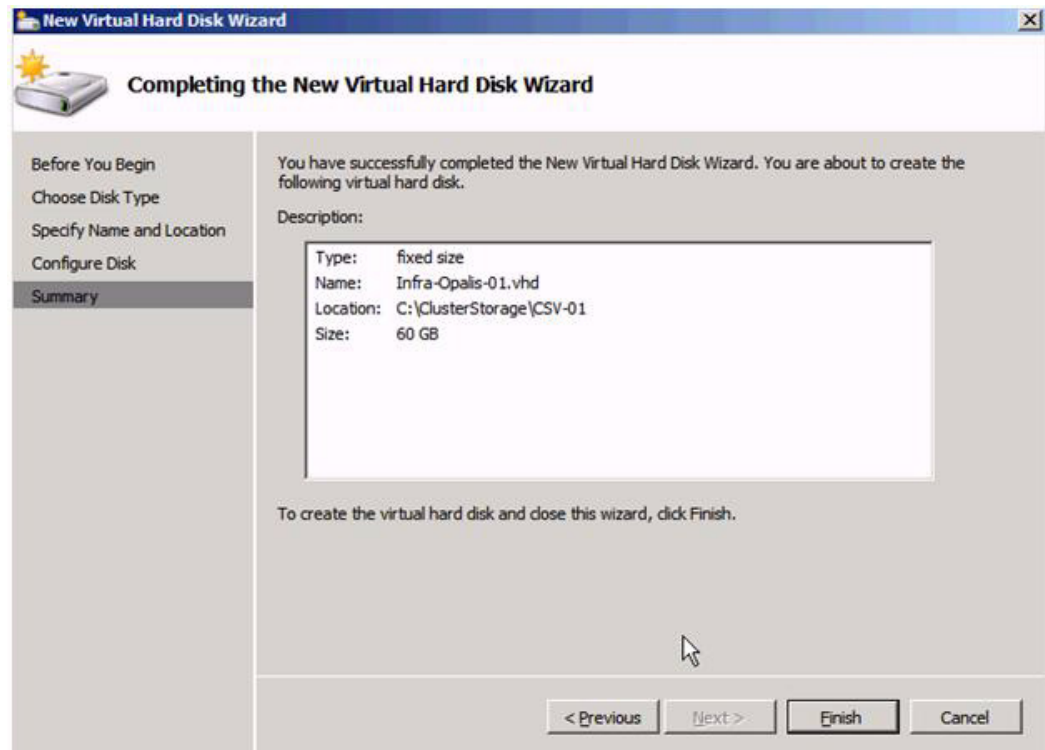 New Virtual Hard Disk Wizard
Completing the New Virtual Hard Disk Wizard
Before You Begin
Choose Disk Type
Specify Name and Location
Configure Disk
Summary
You have successfully completed the New Virtual Hard Disk Wizard. You are about to create the
following virtual hard disk.
Description:
Type: fixed size
Name: Infra-Opalis-01.vhd
Location: C:\ClusterStorage\CSV-01
Size: 60 GB
To create the virtual hard disk and close this wizard, click Finish.
< Previous Next > Finish Cancel